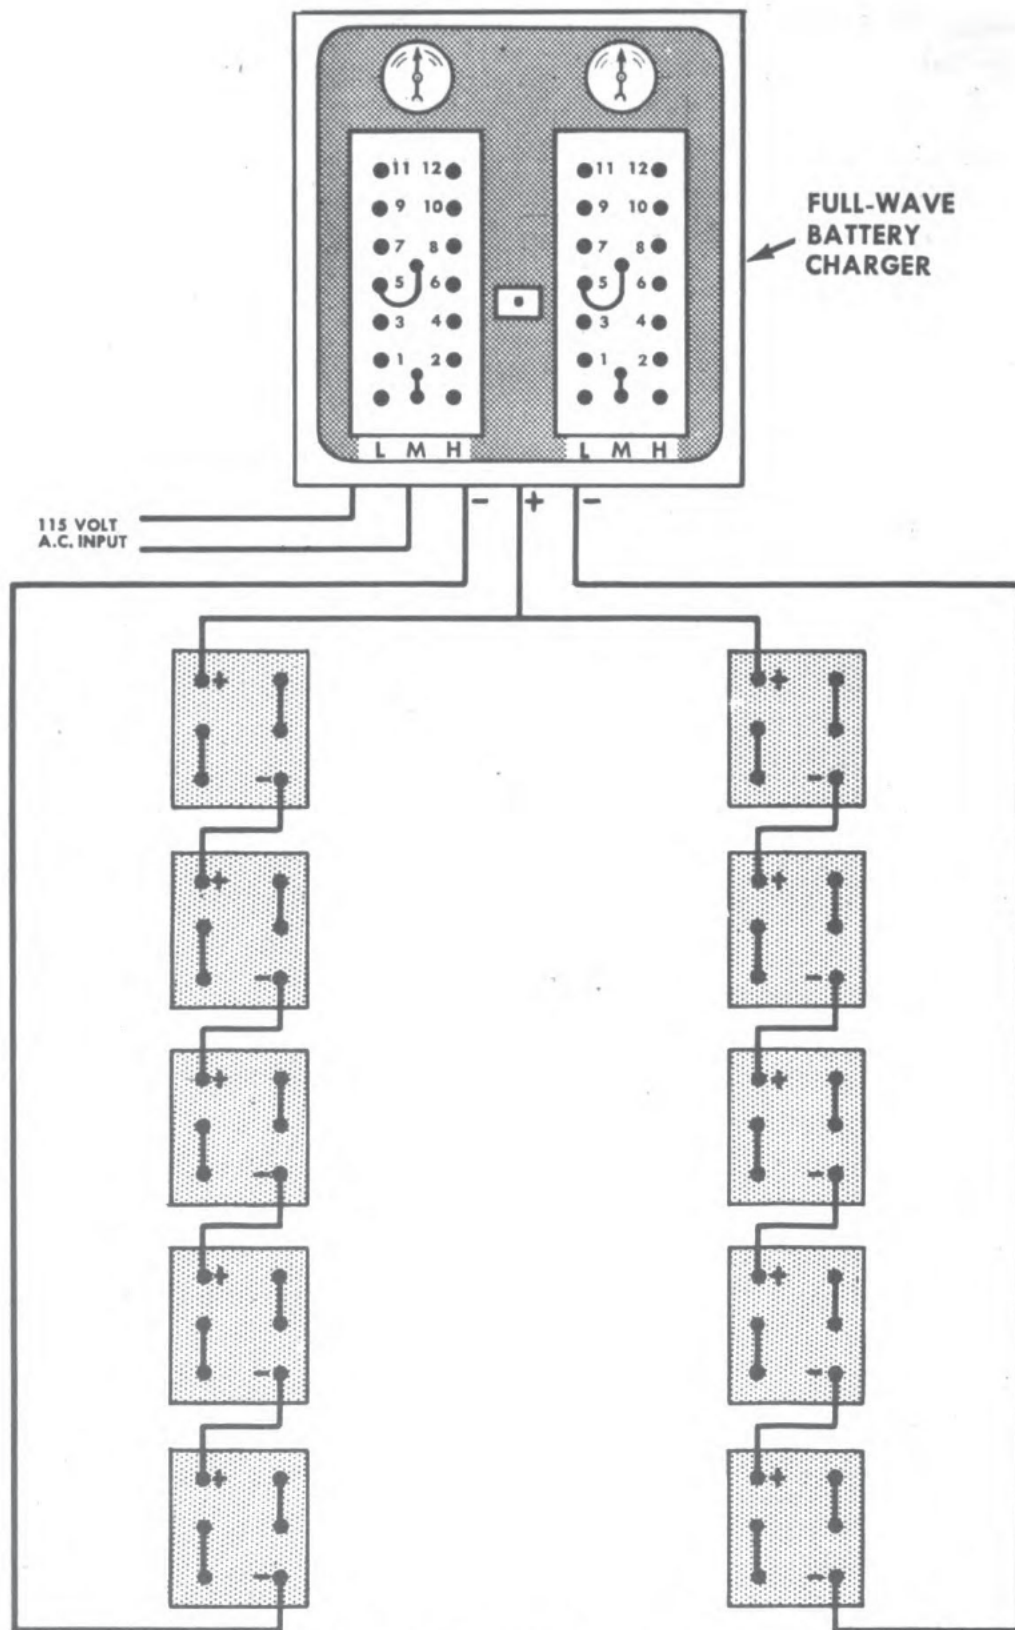 11 12 11 12
9 10 9 10
7 8 7 8
5 6 5 6
3 4 3 4
1 2 1 2
L M H L M H
FULL-WAVE
BATTERY
CHARGER
- + -
115 VOLT
A.C. INPUT
+ +
- -
+ +
- -
+ +
- -
+ +
- -
+ +
- -